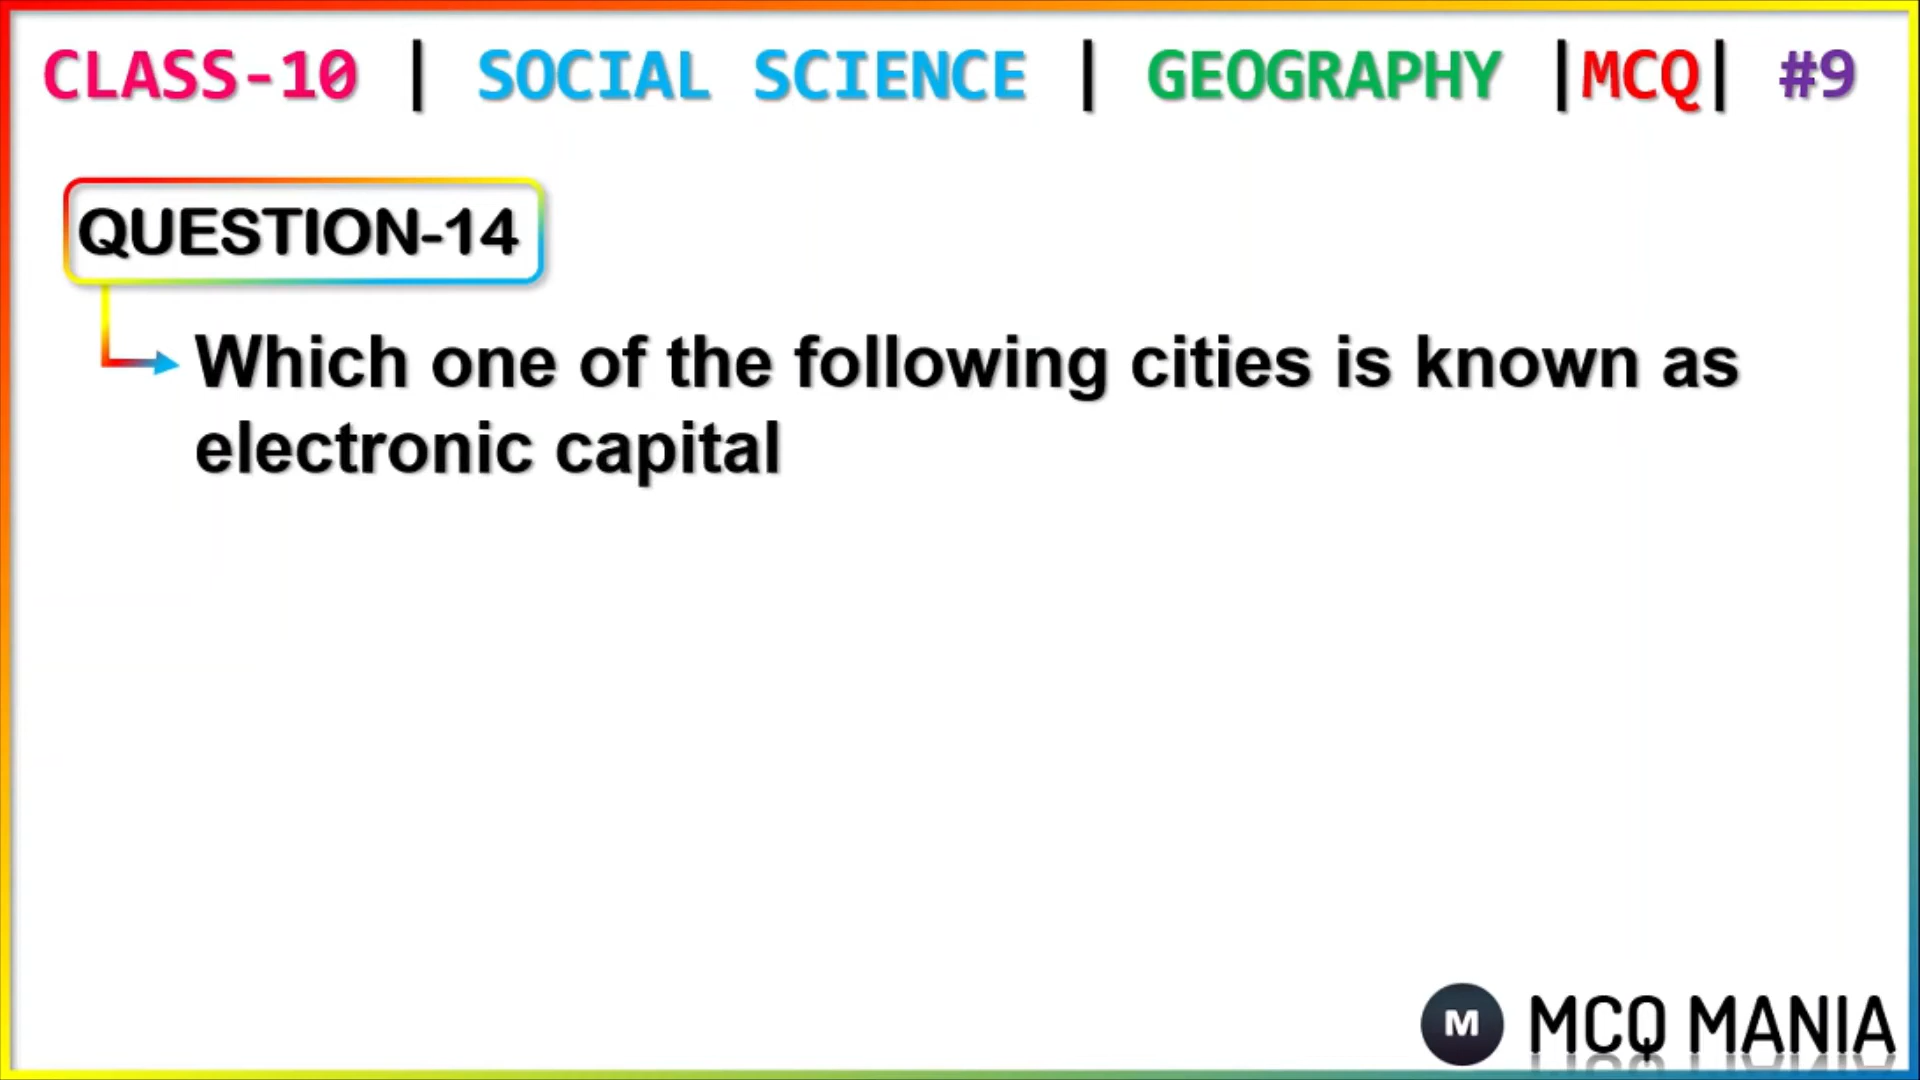 CLASS-10 | SOCIAL SCIENCE | GEOGRAPHY |MCQ| #9
QUESTION-14
Which one of the following cities is known as
electronic capital
M MCQ MANIA